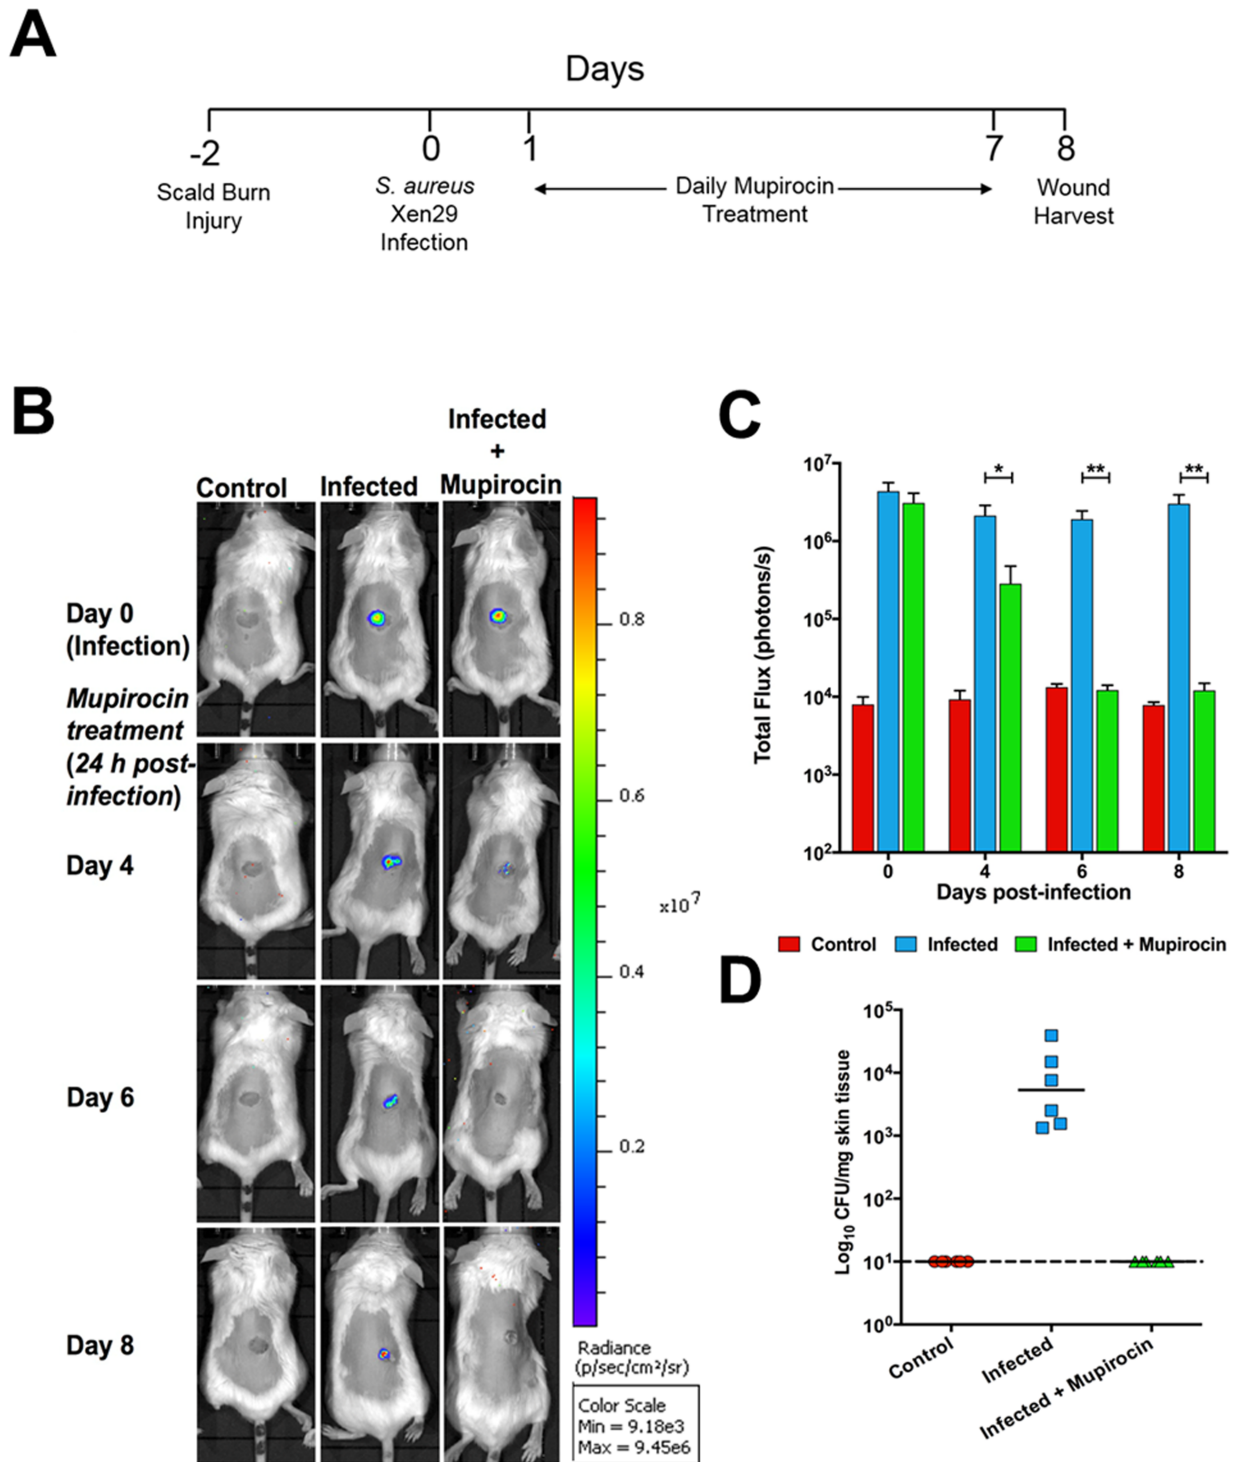 A
Days
-2
0
1
7
8
Scald Burn
Injury
S. aureus
Xen29
Infection
Daily Mupirocin
Treatment
Wound
Harvest
B
Control
Infected
Infected
+
Mupirocin
Day 0
(Infection)
Mupirocin
treatment
(24 h post-
infection)
Day 4
Day 6
Day 8
0.8
0.6
x10⁷
0.4
0.2
Radiance
(p/sec/cm²/sr)
Color Scale
Min = 9.18e3
Max = 9.45e6
C
Total Flux (photons/s)
10⁷
10⁶
10⁵
10⁴
10³
10²
*
**
**
0
4
6
8
Days post-infection
Control
Infected
Infected + Mupirocin
D
Log₁₀ CFU/mg skin tissue
10⁵
10⁴
10³
10²
10¹
10⁰
Control
Infected
Infected + Mupirocin